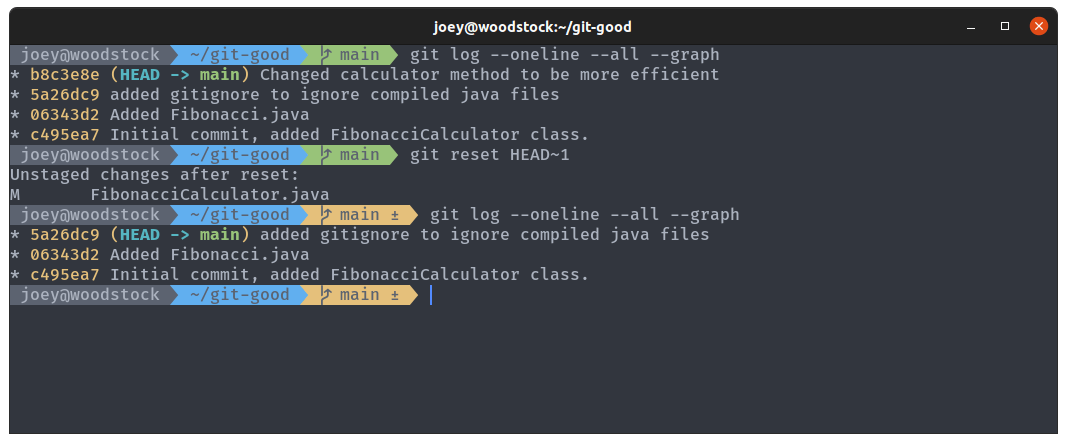 joey@woodstock:~/git-good
joey@woodstock ~/git-good main git log --oneline --all --graph
* b8c3e8e (HEAD -> main) Changed calculator method to be more efficient
* 5a26dc9 added gitignore to ignore compiled java files
* 06343d2 Added Fibonacci.java
* c495ea7 Initial commit, added FibonacciCalculator class.
joey@woodstock ~/git-good main git reset HEAD~1
Unstaged changes after reset:
M       FibonacciCalculator.java
joey@woodstock ~/git-good main ± git log --oneline --all --graph
* 5a26dc9 (HEAD -> main) added gitignore to ignore compiled java files
* 06343d2 Added Fibonacci.java
* c495ea7 Initial commit, added FibonacciCalculator class.
joey@woodstock ~/git-good main ±